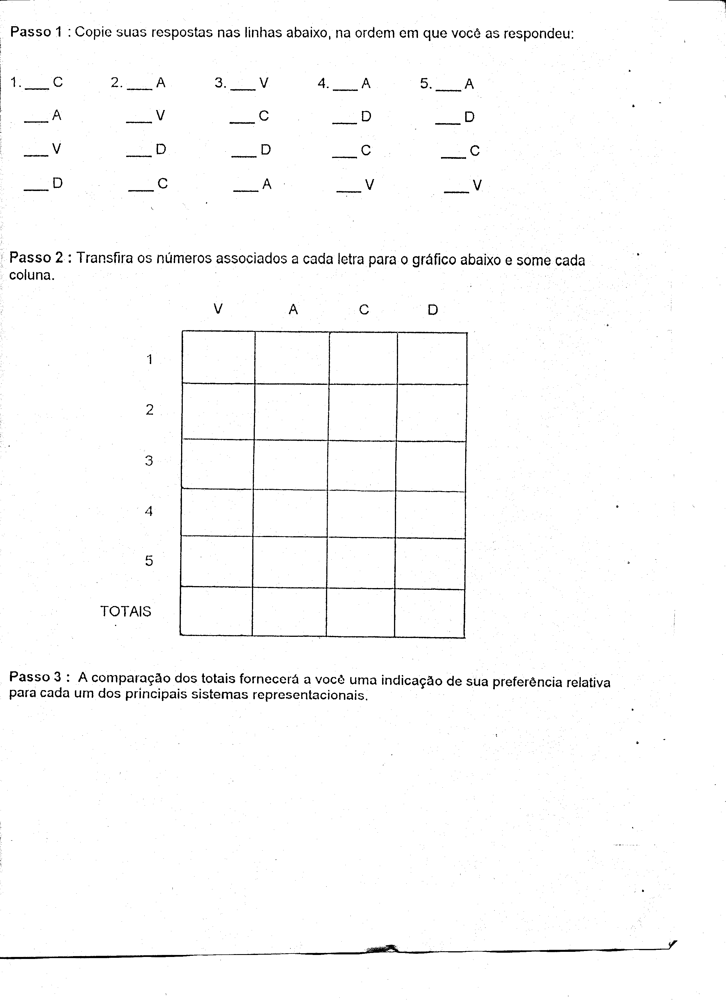 Passo 1 : Copie suas respostas nas linhas abaixo, na ordem em que você as respondeu:
1. ___ C 2. ___ A 3. ___ V 4. ___ A 5. ___ A
___ A ___ V ___ C ___ D ___ D
___ V ___ D ___ D ___ C ___ C
___ D ___ C ___ A ___ V ___ V
Passo 2 : Transfira os números associados a cada letra para o gráfico abaixo e some cada
coluna.
V A C D
1
2
3
4
5
TOTAIS
Passo 3 : A comparação dos totais fornecerá a você uma indicação de sua preferência relativa
para cada um dos principais sistemas representacionais.